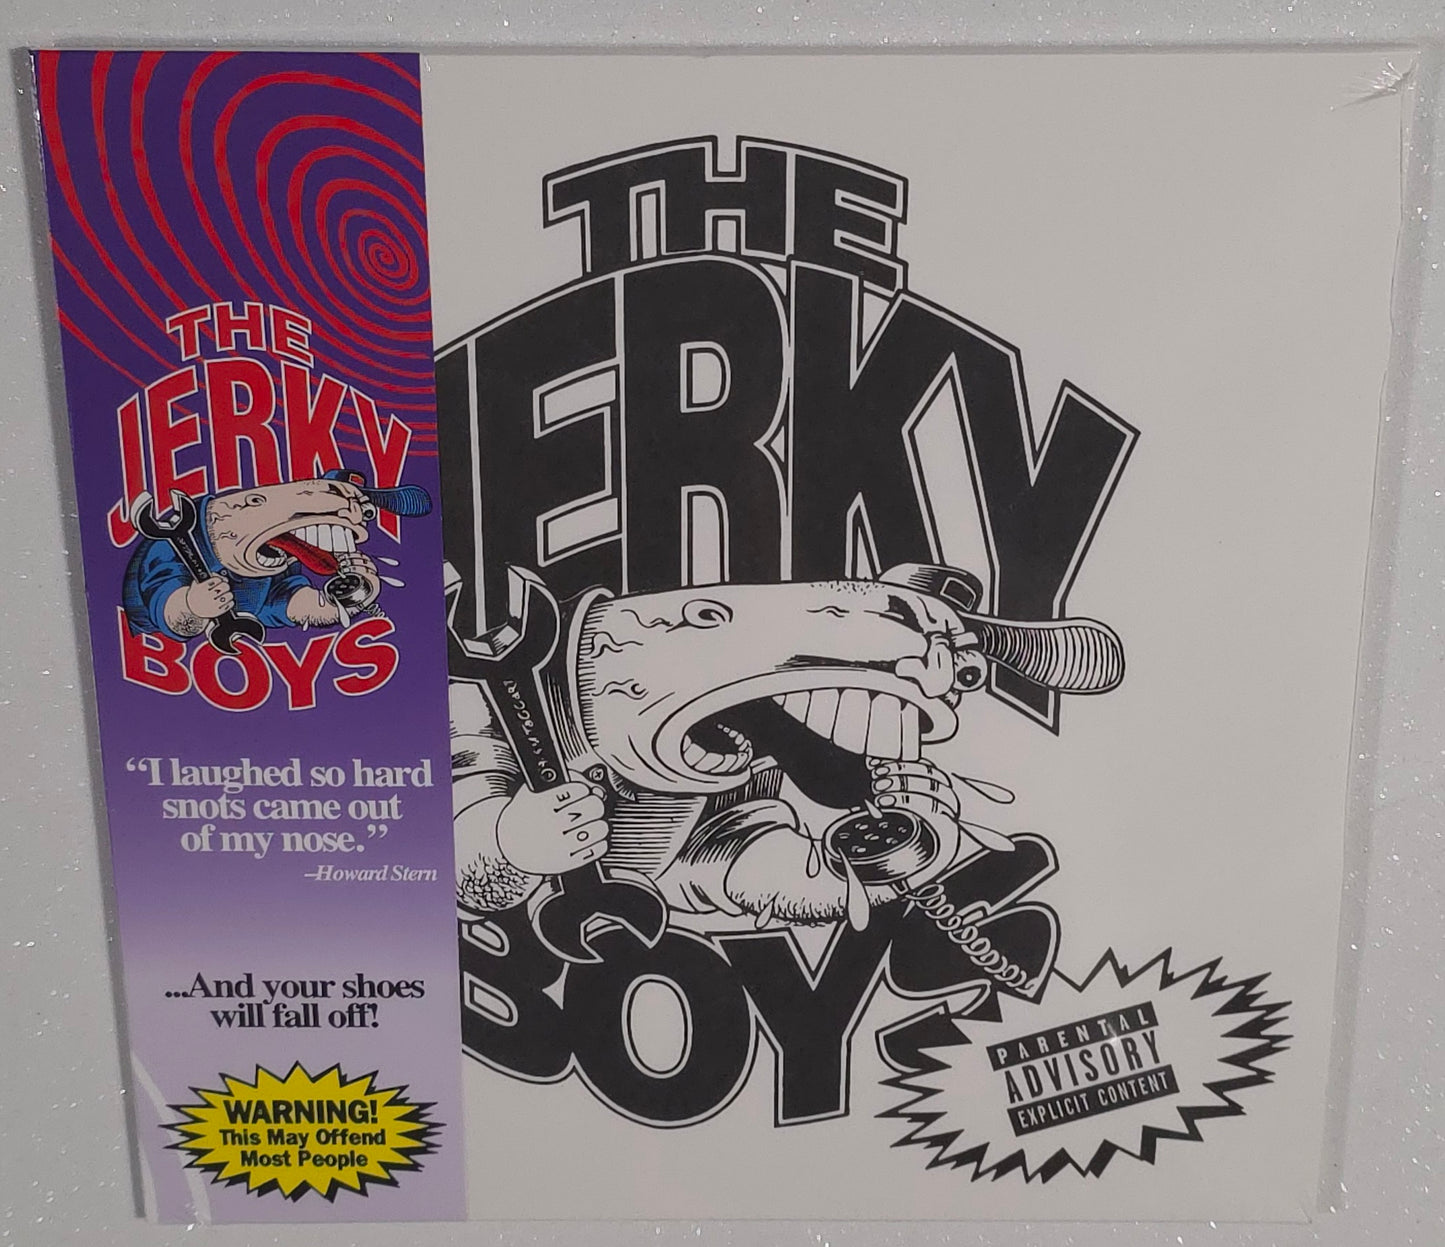 THE
JERKY
BOYS
“I laughed so hard
snots came out
of my nose.”
–Howard Stern
...And your shoes
will fall off!
WARNING!
This May Offend
Most People
THE
ERKY
BOYS
LOVE
PARENTAL
ADVISORY
EXPLICIT CONTENT